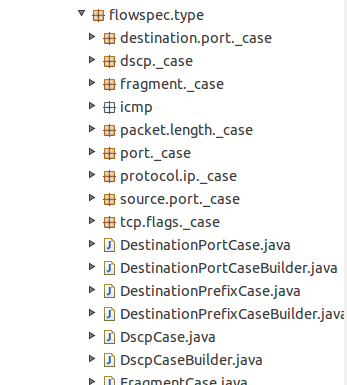 flowspec.type
destination.port._case
dscp._case
fragment._case
icmp
packet.length._case
port._case
protocol.ip._case
source.port._case
tcp.flags._case
DestinationPortCase.java
DestinationPortCaseBuilder.java
DestinationPrefixCase.java
DestinationPrefixCaseBuilder.java
DscpCase.java
DscpCaseBuilder.java
FragmentCase.java